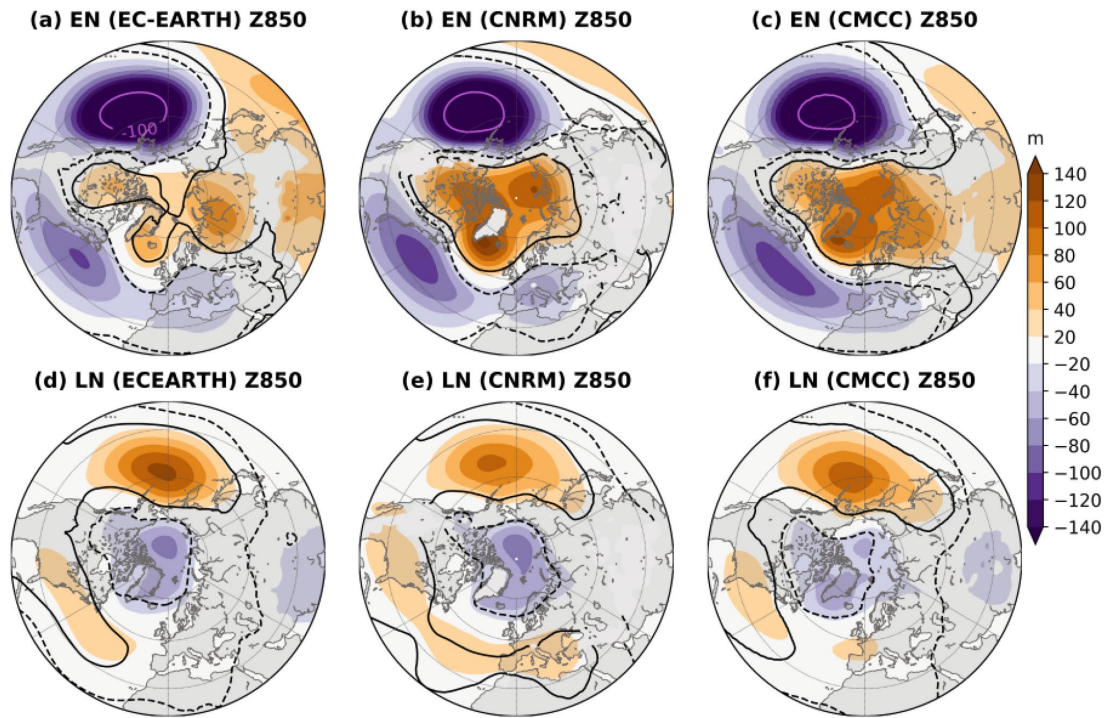 (a) EN (EC-EARTH) Z850
(b) EN (CNRM) Z850
(c) EN (CMCC) Z850
-100
m
140
120
100
80
60
40
20
−20
−40
−60
−80
−100
−120
−140
(d) LN (ECEARTH) Z850
(e) LN (CNRM) Z850
(f) LN (CMCC) Z850